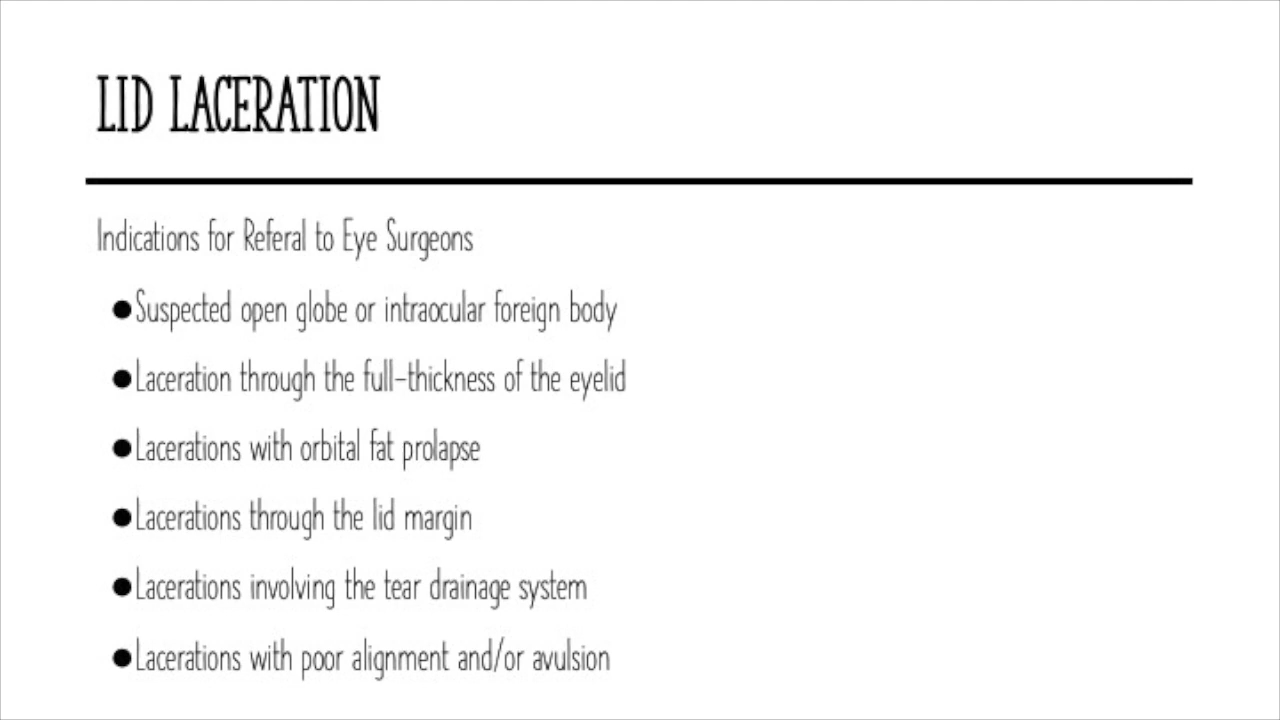 LID LACERATION
Indications for Referal to Eye Surgeons
●Suspected open globe or intraocular foreign body
●Laceration through the full-thickness of the eyelid
●Lacerations with orbital fat prolapse
●Lacerations through the lid margin
●Lacerations involving the tear drainage system
●Lacerations with poor alignment and/or avulsion